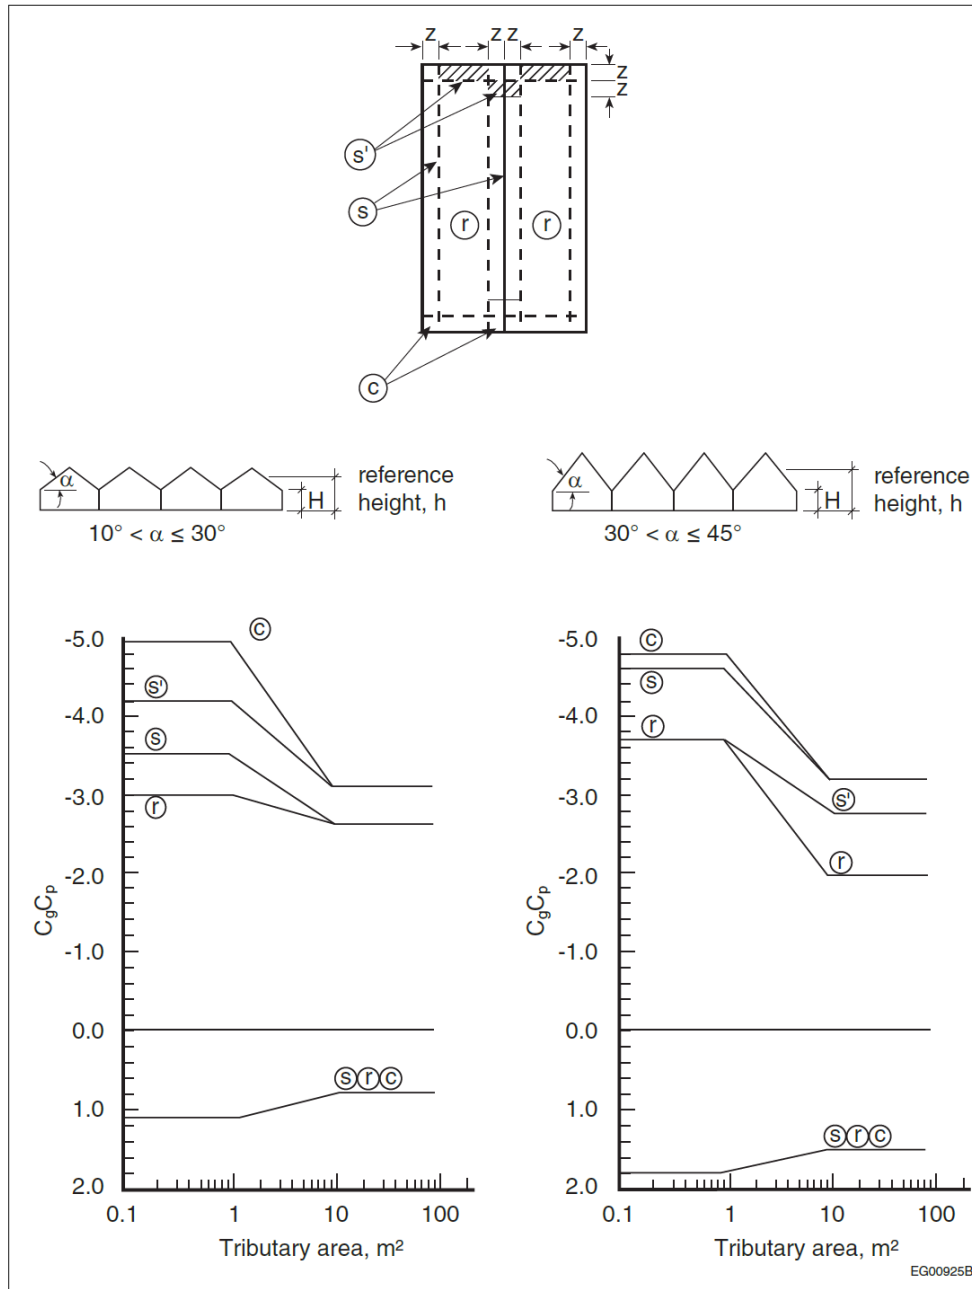 z z z z
z
z
s'
s
r r
c
α H reference height, h
10° < α ≤ 30°
α H reference height, h
30° < α ≤ 45°
-5.0
-4.0
-3.0
-2.0
-1.0
0.0
1.0
2.0
CgCp
c
s'
s
r
s r c
0.1 1 10 100
Tributary area, m²
-5.0
-4.0
-3.0
-2.0
-1.0
0.0
1.0
2.0
CgCp
c
s
r
s'
r
s r c
0.1 1 10 100
Tributary area, m²
EG00925B